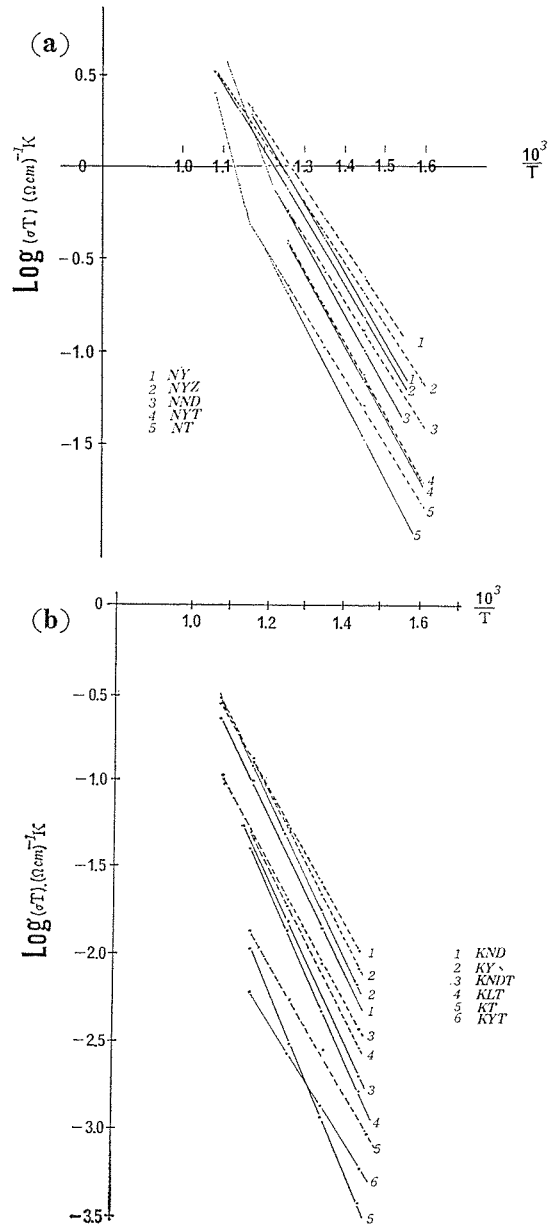 (a)
0.5
0
-0.5
-1.0
-1.5
Log (σT) (Ωcm)⁻¹K
1.0 1.1 1.3 1.4 1.5 1.6
10³/T
1 NY
2 NYZ
3 NND
4 NYT
5 NT
1
1
2
2
3
3
4
4
5
5
(b)
0
-0.5
-1.0
-1.5
-2.0
-2.5
-3.0
-3.5
Log (σT), (Ωcm)⁻¹K
1.0 1.2 1.4 1.6
10³/T
1 KND
2 KY
3 KNDT
4 KLT
5 KT
6 KYT
1
2
2
1
3
4
3
4
5
6
5